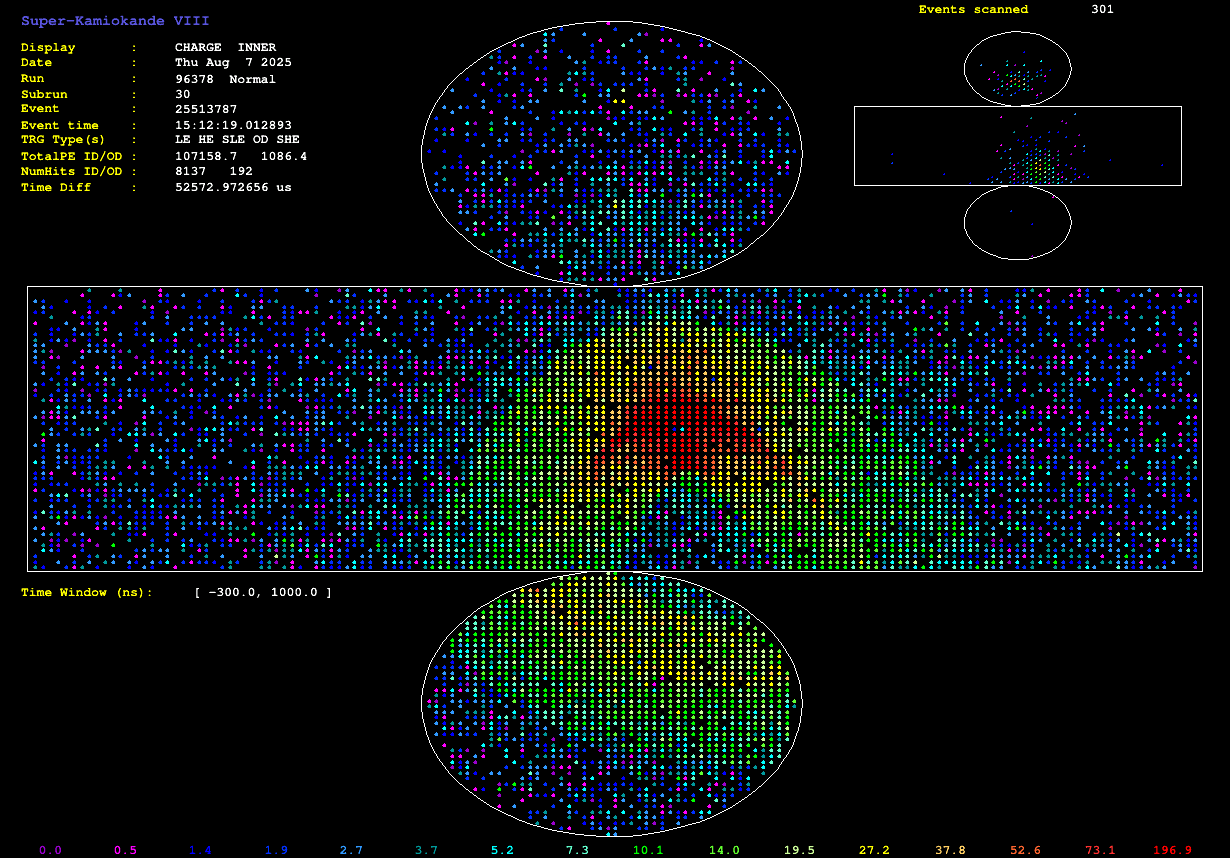 Super-Kamiokande VIII
Events scanned 301
Display : CHARGE INNER
Date : Thu Aug 7 2025
Run : 96378 Normal
Subrun : 30
Event : 25513787
Event time : 15:12:19.012893
TRG Type(s) : LE HE SLE OD SHE
TotalPE ID/OD : 107158.7 1086.4
NumHits ID/OD : 8137 192
Time Diff : 52572.972656 us
Time Window (ns): [ -300.0, 1000.0 ]
0.0 0.5 1.4 1.9 2.7 3.7 5.2 7.3 10.1 14.0 19.5 27.2 37.8 52.6 73.1 196.9